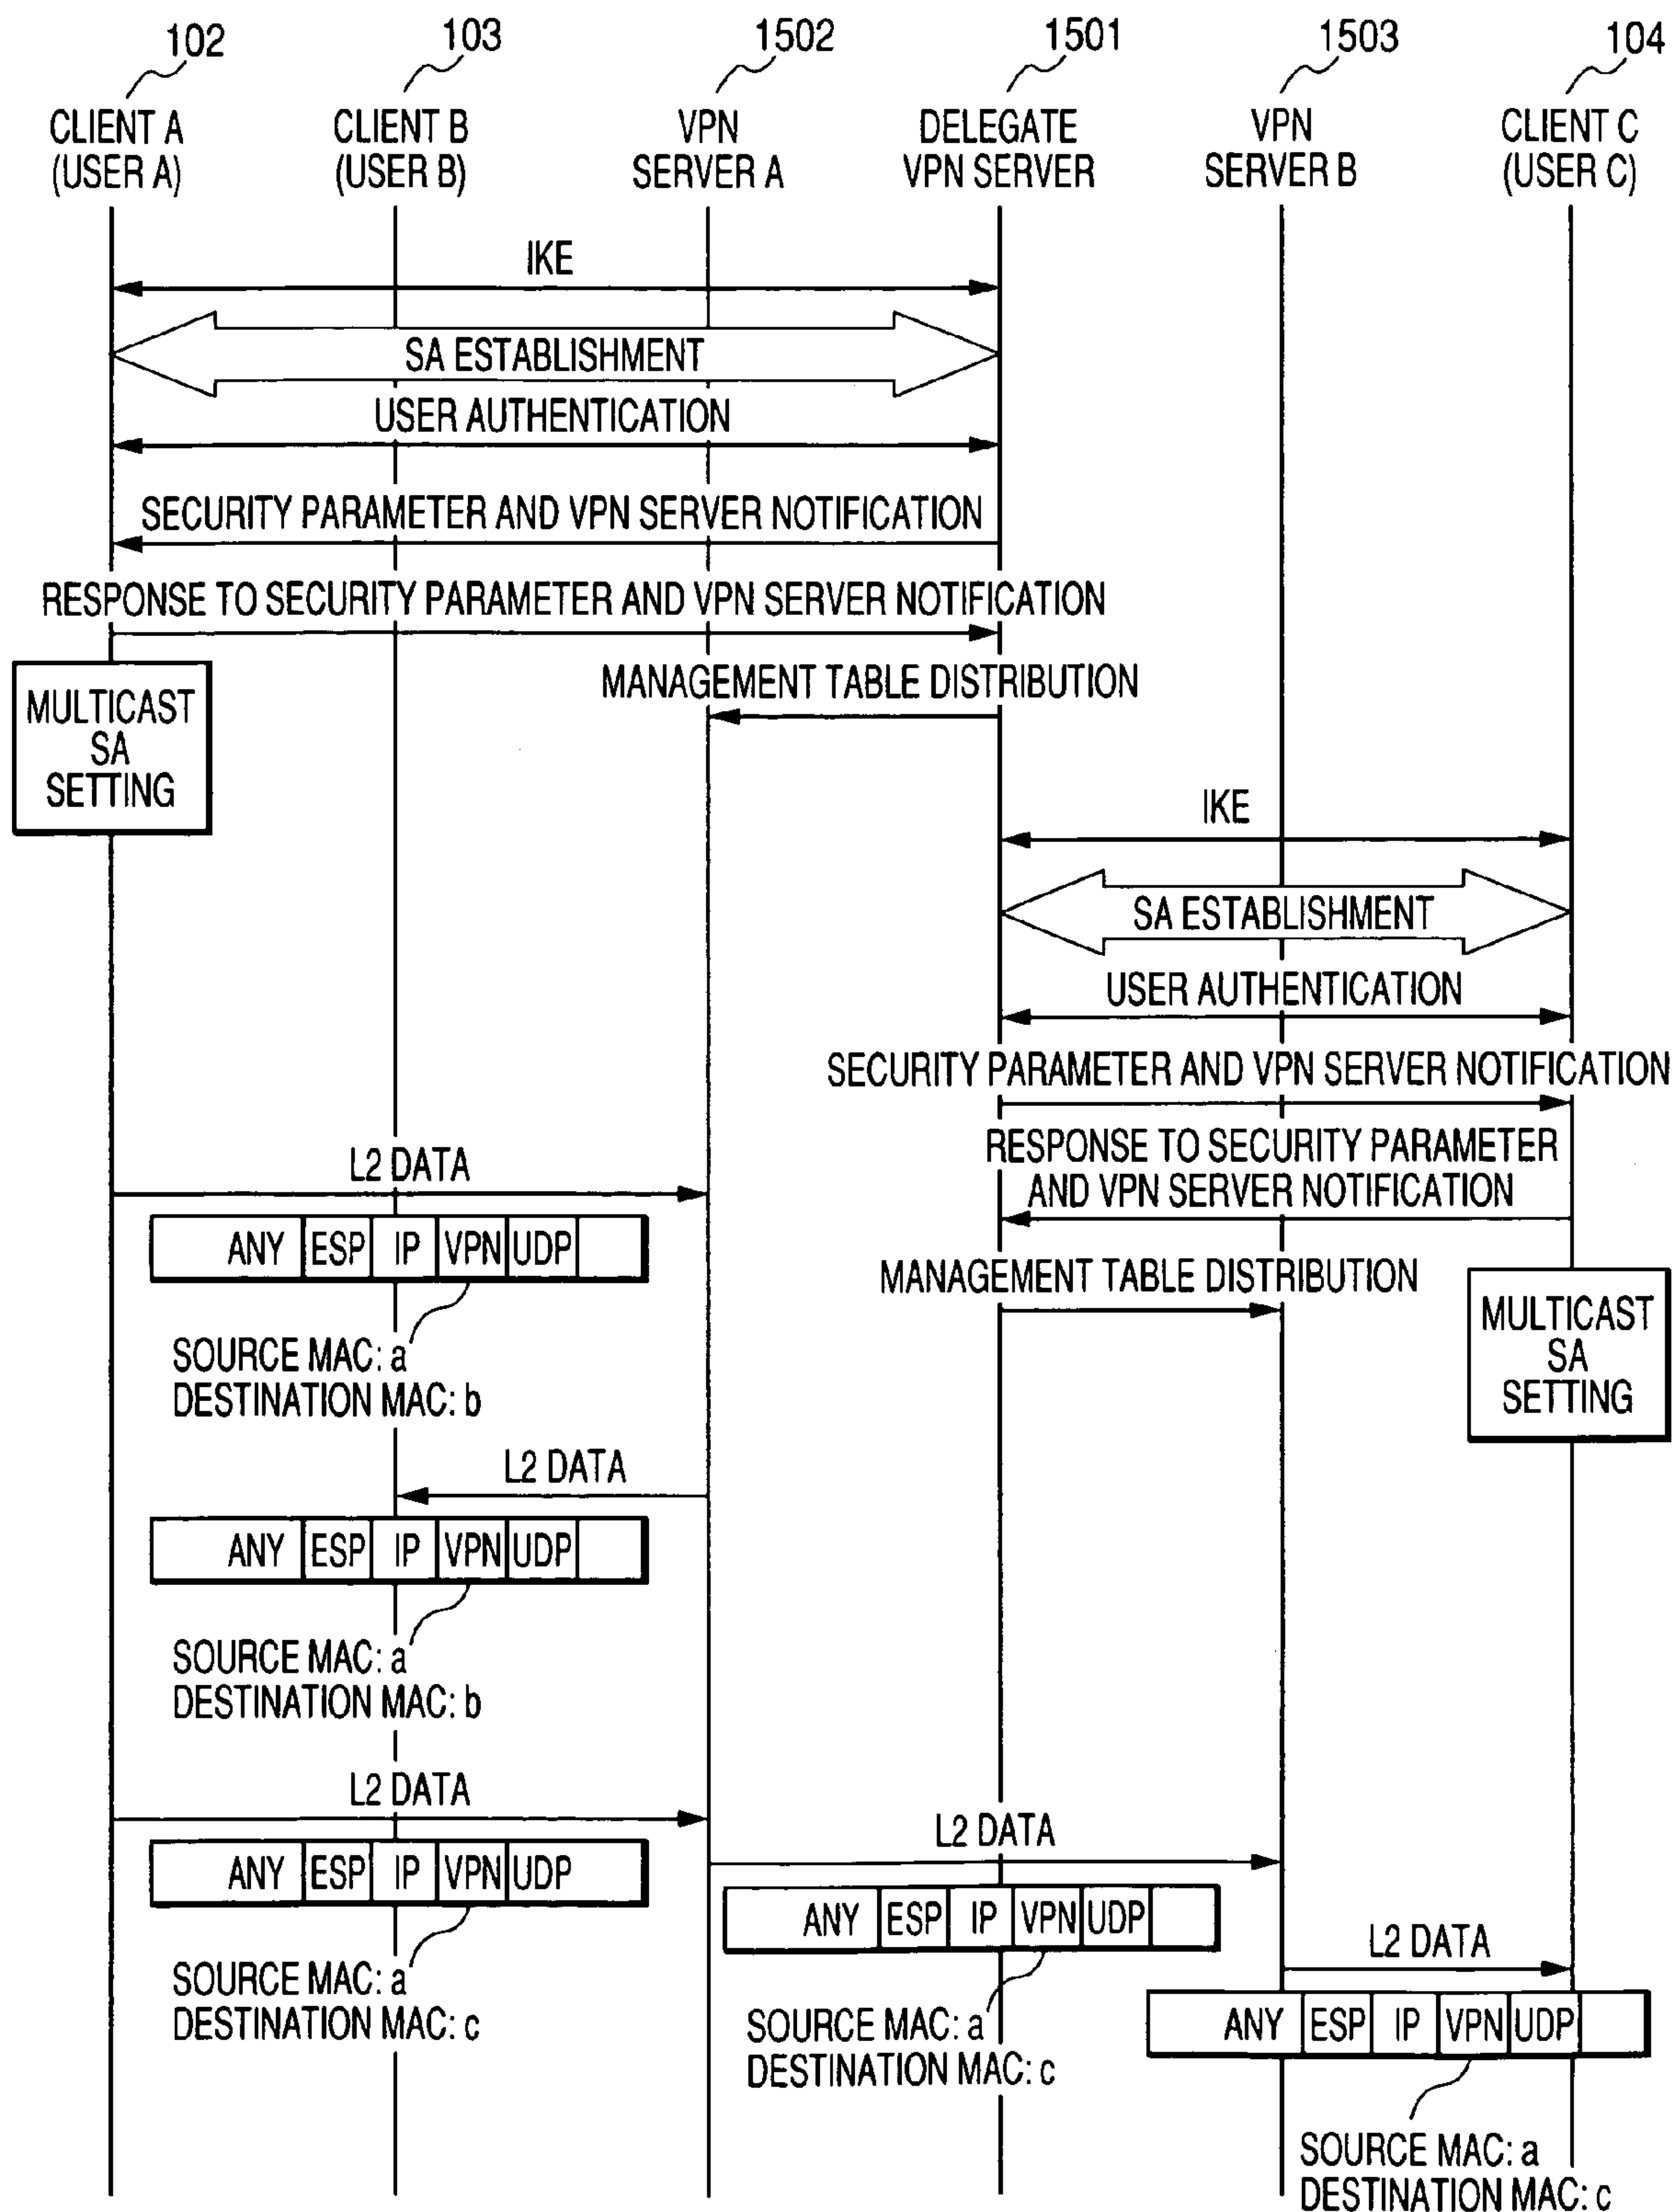 102
103
1502
1501
1503
104
CLIENT A
(USER A)
CLIENT B
(USER B)
VPN
SERVER A
DELEGATE
VPN SERVER
VPN
SERVER B
CLIENT C
(USER C)
IKE
SA ESTABLISHMENT
USER AUTHENTICATION
SECURITY PARAMETER AND VPN SERVER NOTIFICATION
RESPONSE TO SECURITY PARAMETER AND VPN SERVER NOTIFICATION
MANAGEMENT TABLE DISTRIBUTION
MULTICAST
SA
SETTING
IKE
SA ESTABLISHMENT
USER AUTHENTICATION
SECURITY PARAMETER AND VPN SERVER NOTIFICATION
RESPONSE TO SECURITY PARAMETER
AND VPN SERVER NOTIFICATION
L2 DATA
ANY ESP IP VPN UDP
SOURCE MAC: a
DESTINATION MAC: b
MANAGEMENT TABLE DISTRIBUTION
MULTICAST
SA
SETTING
L2 DATA
ANY ESP IP VPN UDP
SOURCE MAC: a
DESTINATION MAC: b
L2 DATA
ANY ESP IP VPN UDP
SOURCE MAC: a
DESTINATION MAC: c
L2 DATA
ANY ESP IP VPN UDP
SOURCE MAC: a
DESTINATION MAC: c
L2 DATA
ANY ESP IP VPN UDP
SOURCE MAC: a
DESTINATION MAC: c